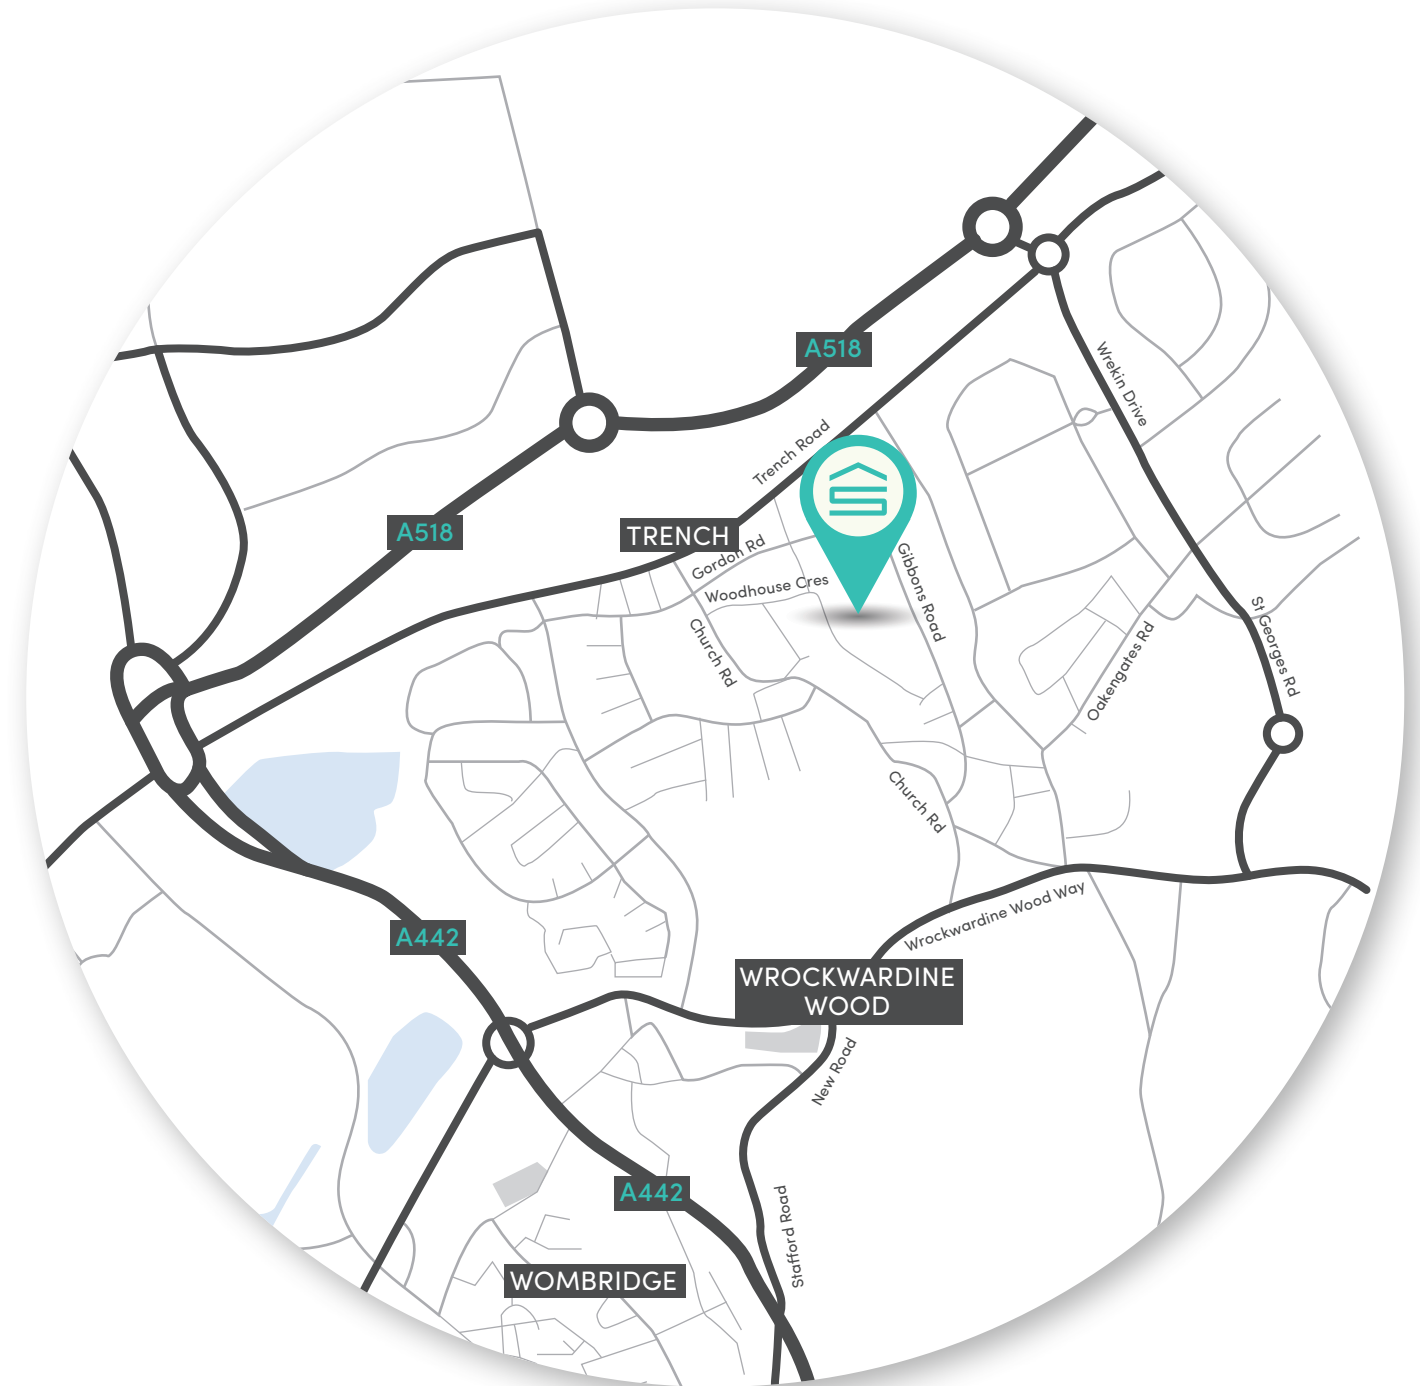 A518
Wrekin Drive
Trench Road
A518
TRENCH
Gordon Rd
Woodhouse Cres
Gibbons Road
Church Rd
St Georges Rd
Oakengates Rd
Church Rd
Wrockwardine Wood Way
A442
WROCKWARDINE
WOOD
New Road
A442
Stafford Road
WOMBRIDGE